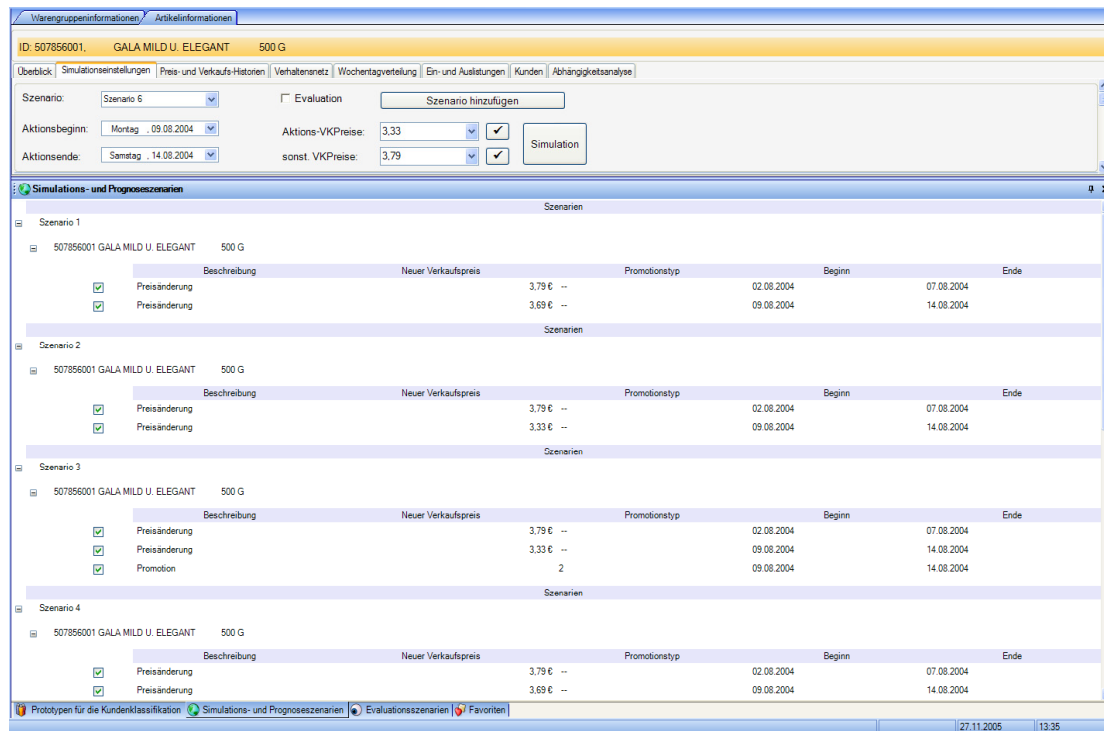 Warengruppeninformationen Artikelinformationen
ID: 507856001, GALA MILD U. ELEGANT 500 G
Überblick Simulationseinstellungen Preis- und Verkaufs-Historien Verhaltensnetz Wochentagverteilung Ein- und Auslistungen Kunden Abhängigkeitsanalyse
Szenario: Szenario 6 Evaluation Szenario hinzufügen
Aktionsbeginn: Montag , 09.08.2004 Aktions-VKPreise: 3,33 Simulation
Aktionsende: Samstag , 14.08.2004 sonst. VKPreise: 3,79
Simulations- und Prognoseszenarien
Szenarien
Szenario 1
507856001 GALA MILD U. ELEGANT 500 G
Beschreibung Neuer Verkaufspreis Promotionstyp Beginn Ende
Preisänderung 3,79 € -- 02.08.2004 07.08.2004
Preisänderung 3,69 € -- 09.08.2004 14.08.2004
Szenarien
Szenario 2
507856001 GALA MILD U. ELEGANT 500 G
Beschreibung Neuer Verkaufspreis Promotionstyp Beginn Ende
Preisänderung 3,79 € -- 02.08.2004 07.08.2004
Preisänderung 3,33 € -- 09.08.2004 14.08.2004
Szenarien
Szenario 3
507856001 GALA MILD U. ELEGANT 500 G
Beschreibung Neuer Verkaufspreis Promotionstyp Beginn Ende
Preisänderung 3,79 € -- 02.08.2004 07.08.2004
Preisänderung 3,33 € -- 09.08.2004 14.08.2004
Promotion 2 09.08.2004 14.08.2004
Szenarien
Szenario 4
507856001 GALA MILD U. ELEGANT 500 G
Beschreibung Neuer Verkaufspreis Promotionstyp Beginn Ende
Preisänderung 3,79 € -- 02.08.2004 07.08.2004
Preisänderung 3,69 € -- 09.08.2004 14.08.2004
Prototypen für die Kundenklassifikation Simulations- und Prognoseszenarien Evaluationsszenarien Favoriten
27.11.2005 13:35